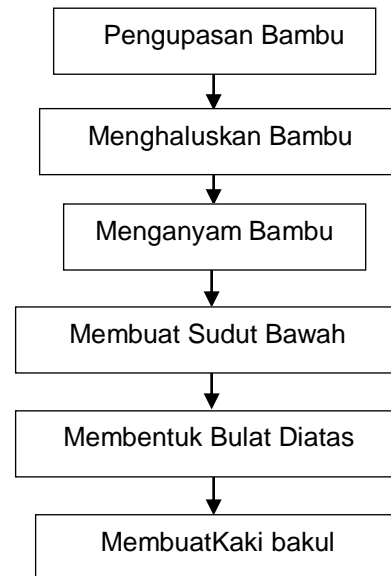 Pengupasan Bambu
Menghaluskan Bambu
Menganyam Bambu
Membuat Sudut Bawah
Membentuk Bulat Diatas
MembuatKaki bakul